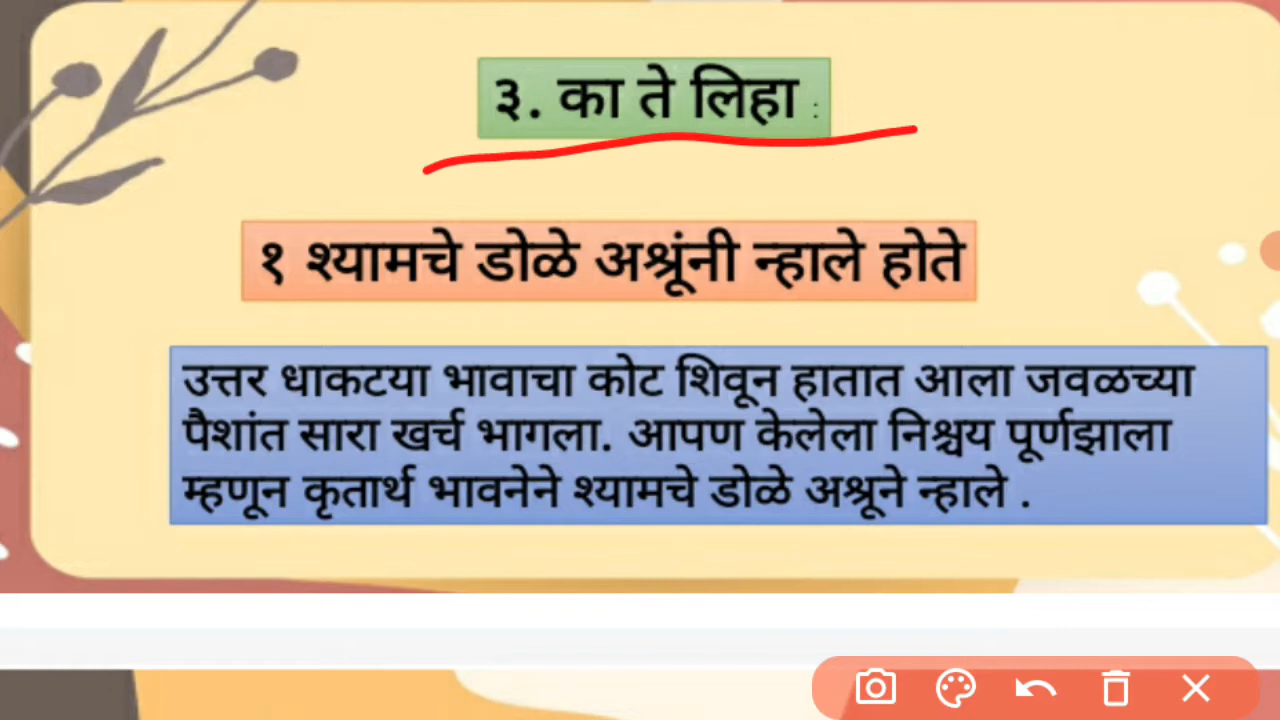 ३. का ते लिहा :
१ श्यामचे डोळे अश्रूंनी न्हाले होते
उत्तर धाकटया भावाचा कोट शिवून हातात आला जवळच्या
पैशांत सारा खर्च भागला. आपण केलेला निश्चय पूर्णझाला
म्हणून कृतार्थ भावनेने श्यामचे डोळे अश्रूने न्हाले .